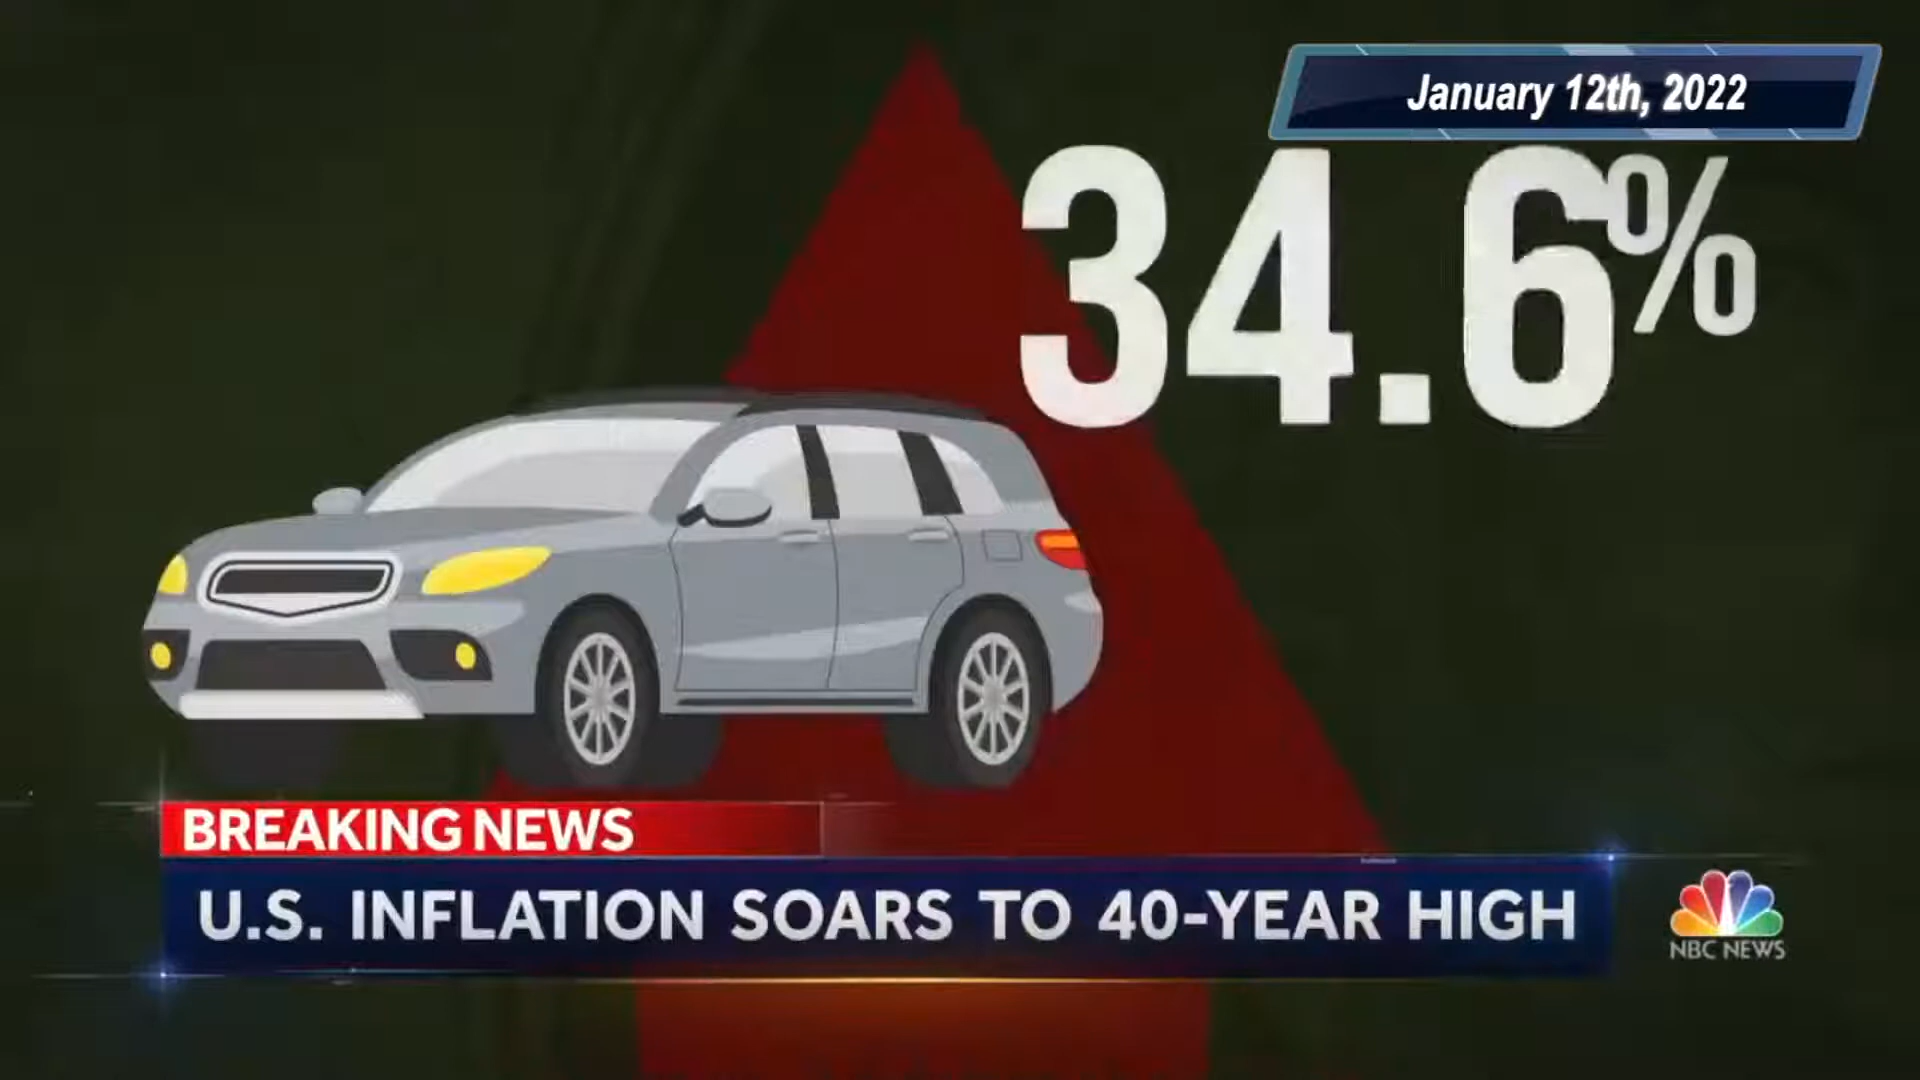 January 12th, 2022
34.6%
BREAKING NEWS
U.S. INFLATION SOARS TO 40-YEAR HIGH
NBC NEWS